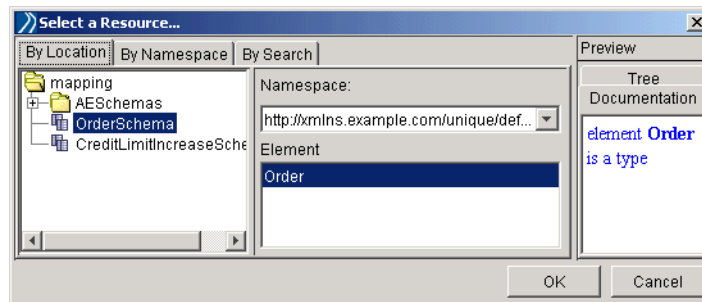 Select a Resource...
By Location
By Namespace
By Search
mapping
AESchemas
OrderSchema
CreditLimitIncreaseSche
Namespace:
http://xmlns.example.com/unique/def...
Element
Order
Preview
Tree
Documentation
element Order
is a type
OK
Cancel